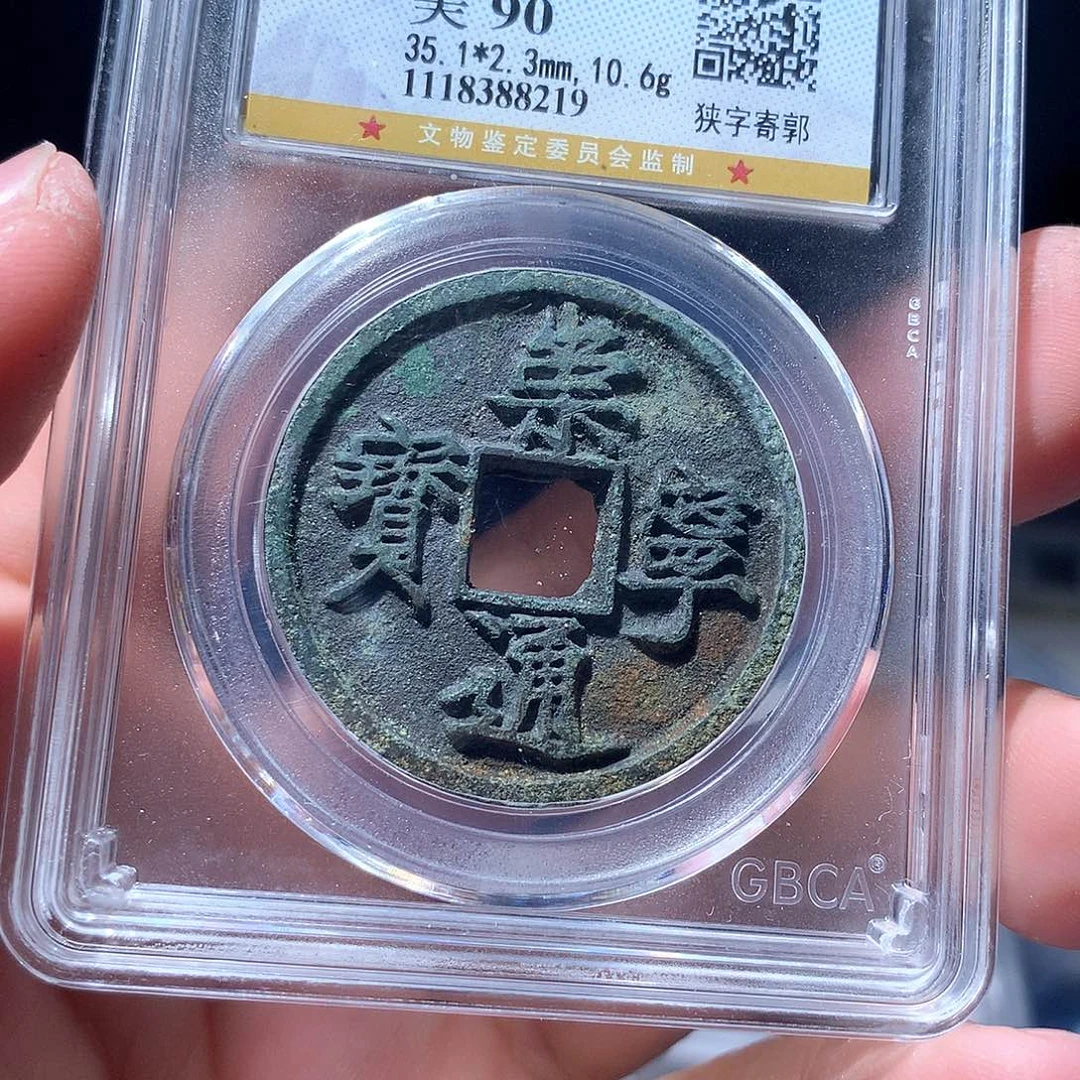 美 90
35.1*2.3mm,10.6g
1118388219
狭字寄郭
★ 文物鉴定委员会监制 ★
GBCA
崇寧通寶
GBCA®